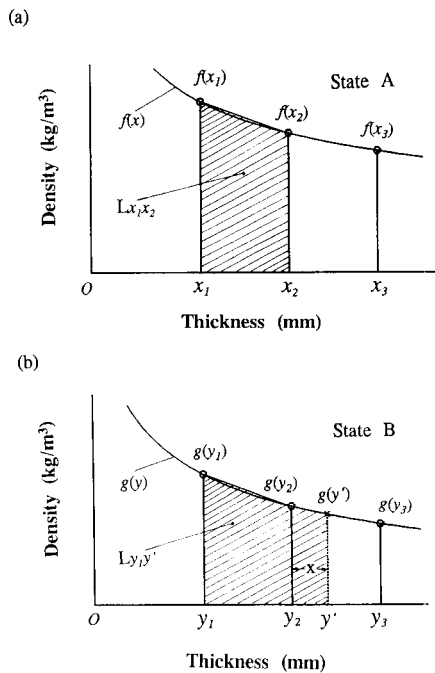 (a)
State A
f(x₁)
f(x₂)
f(x₃)
f(x)
Lx₁x₂
Density (kg/m³)
O
x₁
x₂
x₃
Thickness (mm)
(b)
State B
g(y₁)
g(y₂)
g(y')
g(y₃)
g(y)
Ly₁y'
x
Density (kg/m³)
O
y₁
y₂
y'
y₃
Thickness (mm)